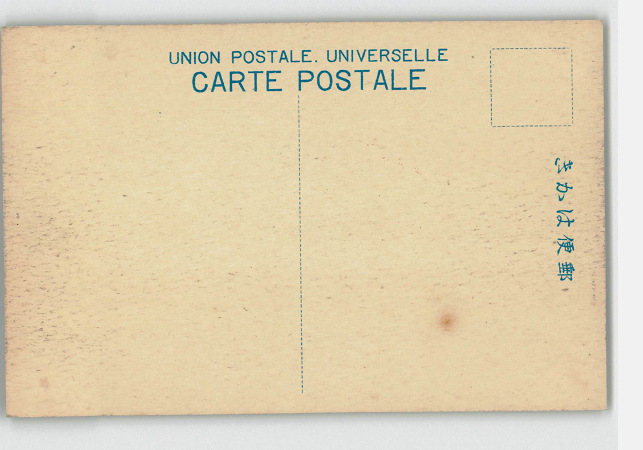 UNION POSTALE. UNIVERSELLE
CARTE POSTALE
きかは便郵